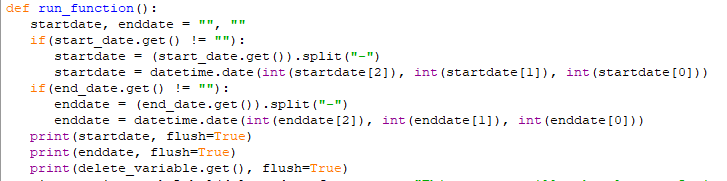 def run_function():
    startdate, enddate = "", ""
    if(start_date.get() != ""):
        startdate = (start_date.get()).split("-")
        startdate = datetime.date(int(startdate[2]), int(startdate[1]), int(startdate[0]))
    if(end_date.get() != ""):
        enddate = (end_date.get()).split("-")
        enddate = datetime.date(int(enddate[2]), int(enddate[1]), int(enddate[0]))
    print(startdate, flush=True)
    print(enddate, flush=True)
    print(delete_variable.get(), flush=True)